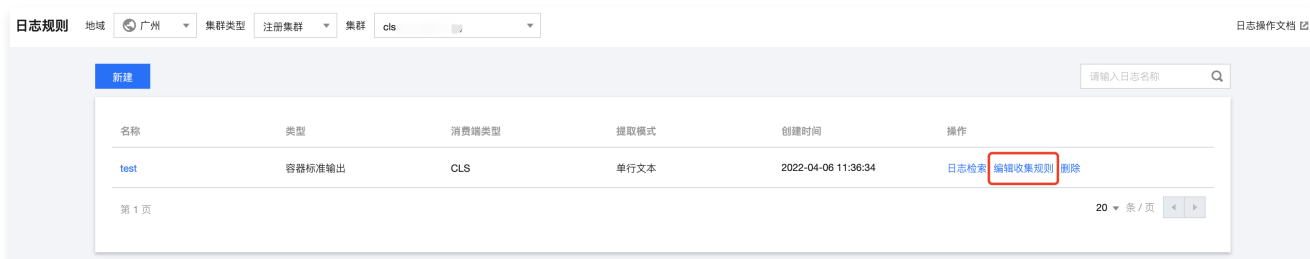 日志规则 地域 广州 集群类型 注册集群 集群 cls 日志操作文档
新建 请输入日志名称
名称 类型 消费端类型 提取模式 创建时间 操作
test 容器标准输出 CLS 单行文本 2022-04-06 11:36:34 日志检索 编辑收集规则 删除
第 1 页 20 条 / 页